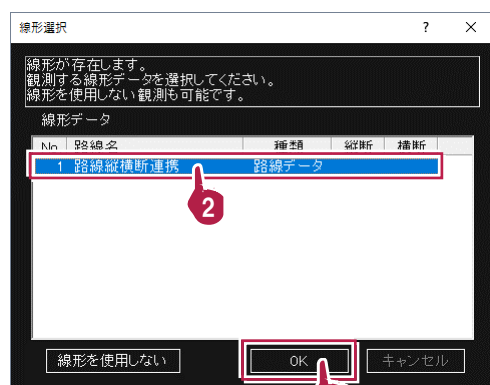 線形選択 ? ×
線形が存在します。
観測する線形データを選択してください。
線形を使用しない観測も可能です。
線形データ
No 路線名 種類 縦断 横断
1 路線縦横断連携 路線データ
2
線形を使用しない OK キャンセル